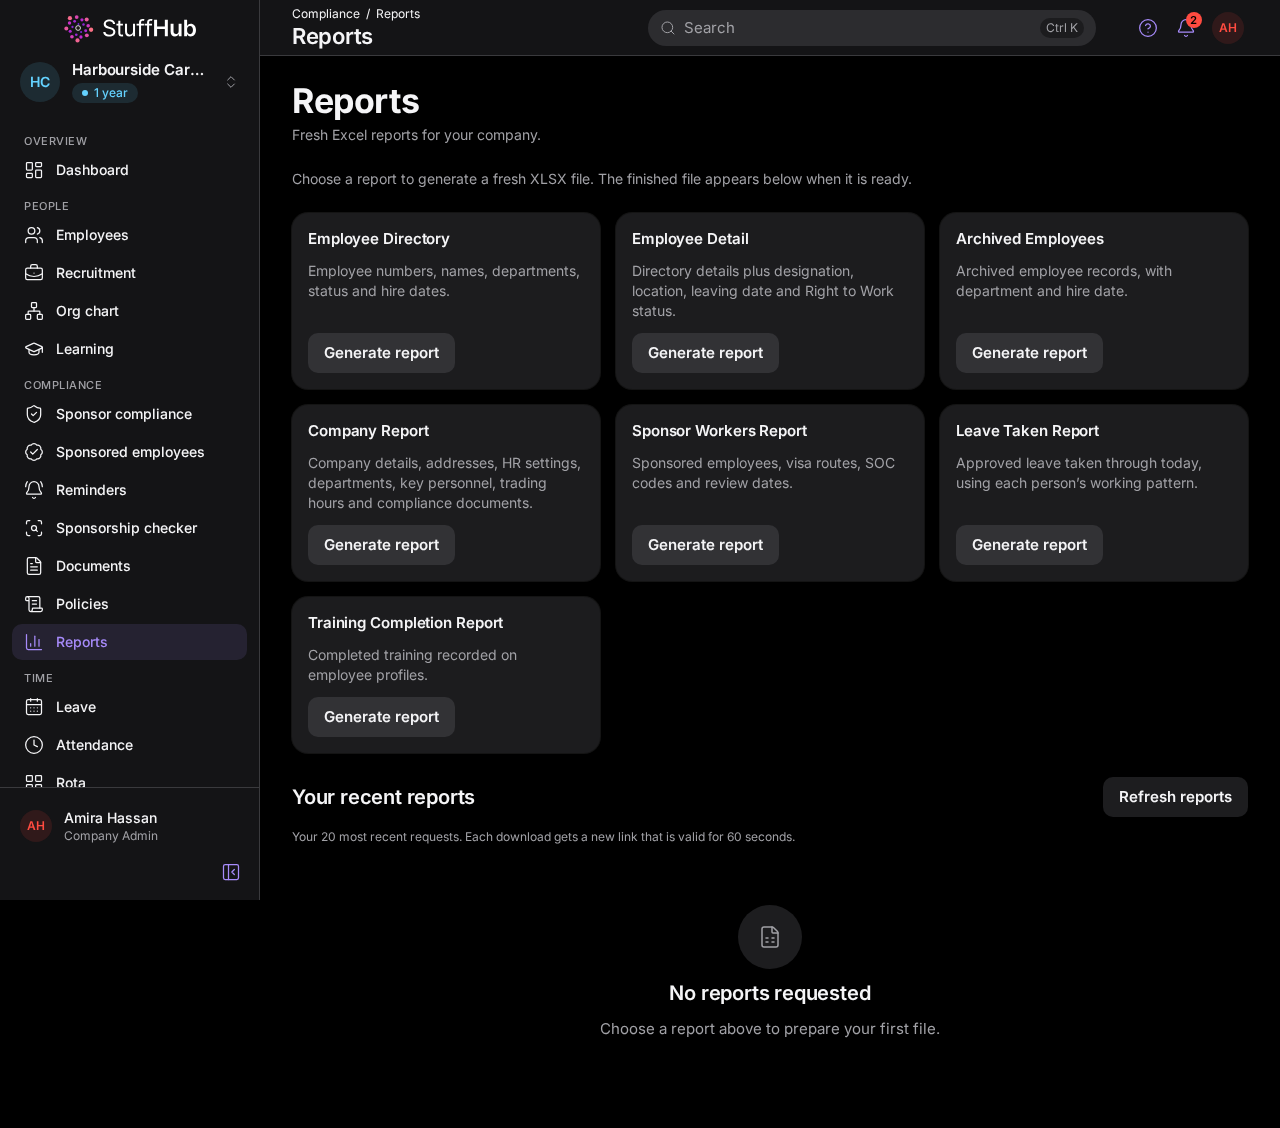 StuffHub
Harbourside Car...
HC
1 year
OVERVIEW
Dashboard
PEOPLE
Employees
Recruitment
Org chart
Learning
COMPLIANCE
Sponsor compliance
Sponsored employees
Reminders
Sponsorship checker
Documents
Policies
Reports
TIME
Leave
Attendance
Rota
AH
Amira Hassan
Company Admin
Compliance / Reports
Reports
Search
Ctrl K
2
AH
Reports
Fresh Excel reports for your company.
Choose a report to generate a fresh XLSX file. The finished file appears below when it is ready.
Employee Directory
Employee numbers, names, departments,
status and hire dates.
Generate report
Employee Detail
Directory details plus designation,
location, leaving date and Right to Work
status.
Generate report
Archived Employees
Archived employee records, with
department and hire date.
Generate report
Company Report
Company details, addresses, HR settings,
departments, key personnel, trading
hours and compliance documents.
Generate report
Sponsor Workers Report
Sponsored employees, visa routes, SOC
codes and review dates.
Generate report
Leave Taken Report
Approved leave taken through today,
using each person's working pattern.
Generate report
Training Completion Report
Completed training recorded on
employee profiles.
Generate report
Your recent reports
Refresh reports
Your 20 most recent requests. Each download gets a new link that is valid for 60 seconds.
No reports requested
Choose a report above to prepare your first file.